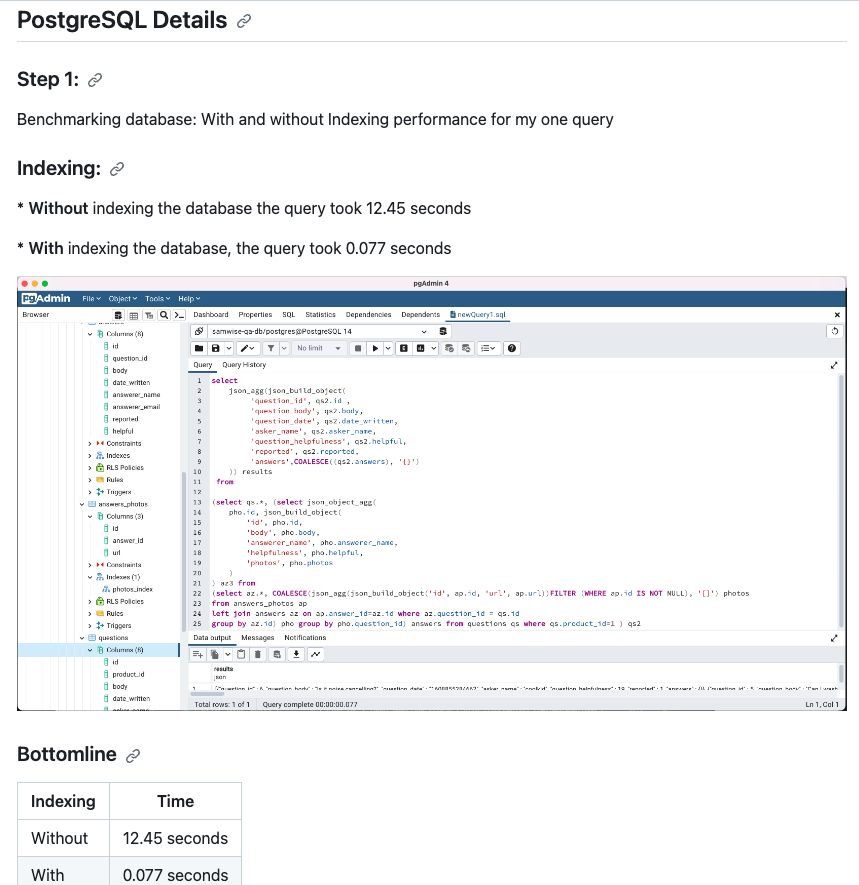 PostgreSQL Details
Step 1:
Benchmarking database: With and without Indexing performance for my one query
Indexing:
* Without indexing the database the query took 12.45 seconds
* With indexing the database, the query took 0.077 seconds
pgAdmin 4
pgAdmin File Object Tools Help
Browser
Dashboard Properties SQL Statistics Dependencies Dependents newQuery1.sql
Columns (8)
id
question_id
body
date_written
answerer_name
answerer_email
reported
helpful
Constraints
Indexes
RLS Policies
Rules
Triggers
answers_photos
Columns (3)
id
answer_id
url
Constraints
Indexes (1)
photos_index
RLS Policies
Rules
Triggers
questions
Columns (8)
id
product_id
body
date_written
samwise-qa-db/postgres@PostgreSQL 14
No limit
Query Query History
1 select
2 json_agg(json_build_object(
3 'question_id', qs2.id ,
4 'question_body', qs2.body,
5 'question_date', qs2.date_written,
6 'asker_name', qs2.asker_name,
7 'question_helpfulness', qs2.helpful,
8 'reported', qs2.reported,
9 'answers',COALESCE((qs2.answers), '{}')
10 )) results
11 from
12
13 (select qs.*, (select json_object_agg(
14 pho.id, json_build_object(
15 'id', pho.id,
16 'body', pho.body,
17 'answerer_name', pho.answerer_name,
18 'helpfulness', pho.helpful,
19 'photos', pho.photos
20 )
21 ) az3 from
22 (select az.*, COALESCE(json_agg(json_build_object('id', ap.id, 'url', ap.url))FILTER (WHERE ap.id IS NOT NULL), '[]') photos
23 from answers_photos ap
24 left join answers az on ap.answer_id=az.id where az.question_id = qs.id
25 group by az.id) pho group by pho.question_id) answers from questions qs where qs.product_id=1 ) qs2
Data output Messages Notifications
results
json
Total rows: 1 of 1 Query complete 00:00:00.077 Ln 1, Col 1
Bottomline
Indexing Time
Without 12.45 seconds
With 0.077 seconds